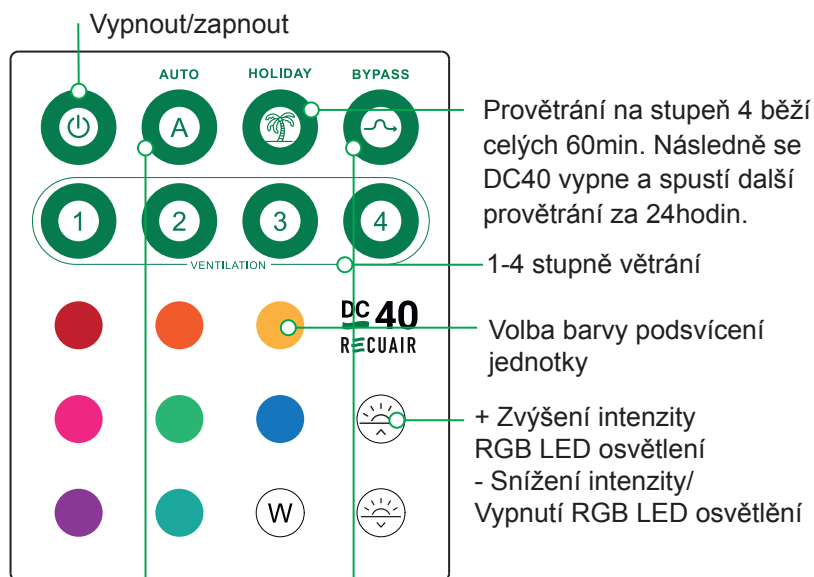 Vypnout/zapnout
AUTO HOLIDAY BYPASS
A
Provětrání na stupeň 4 běží
celých 60min. Následně se
DC40 vypne a spustí další
provětrání za 24hodin.
1 2 3 4
VENTILATION
1-4 stupně větrání
DC 40
RECUAIR
Volba barvy podsvícení
jednotky
+ Zvýšení intenzity
RGB LED osvětlení
- Snížení intenzity/
Vypnutí RGB LED osvětlění
W